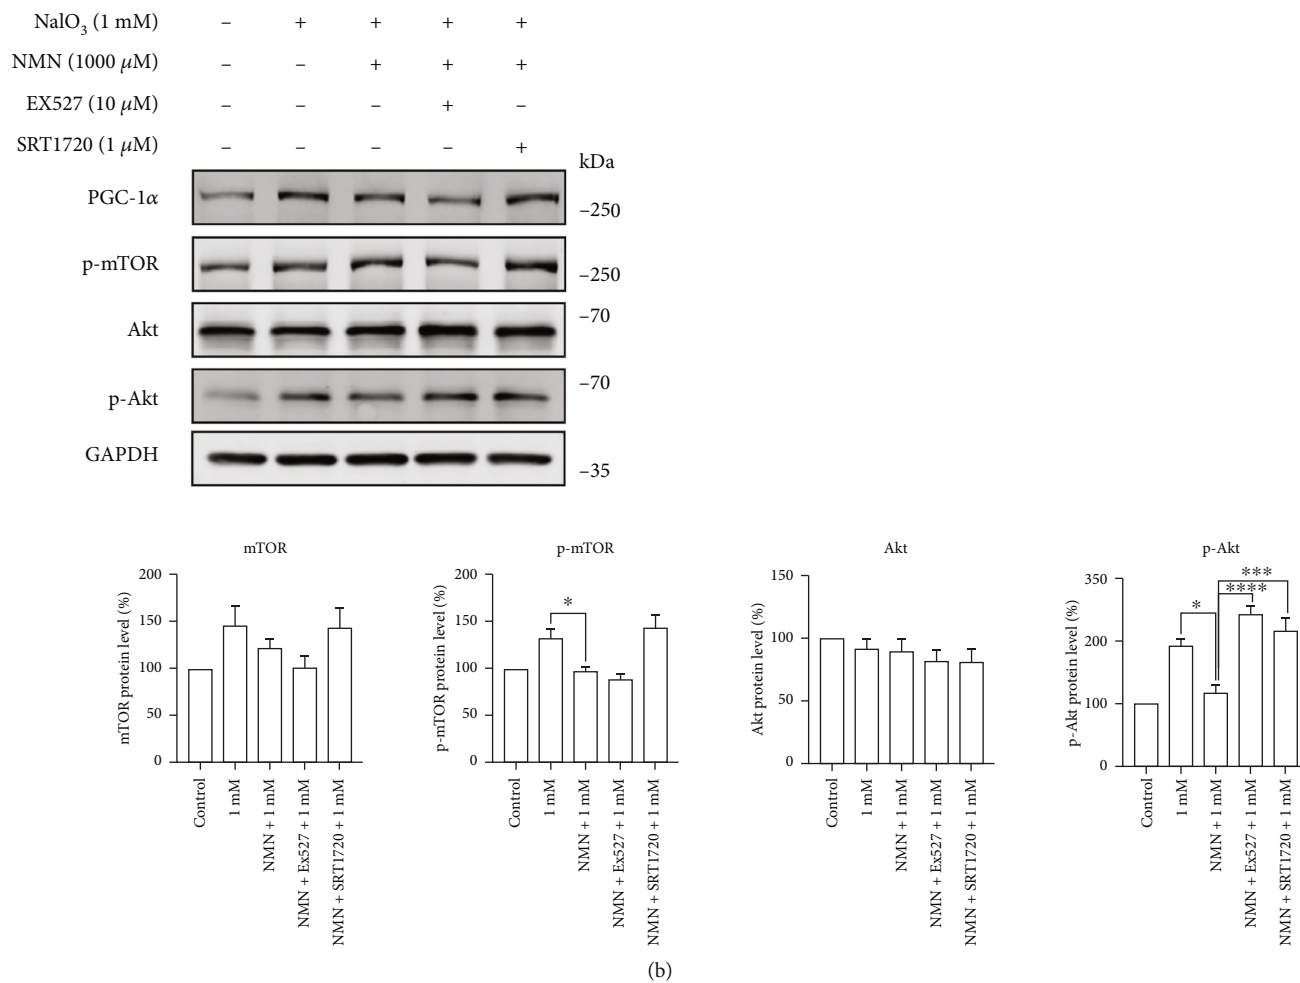 NaIO₃ (1 mM) – + + + +
NMN (1000 μM) – – + + +
EX527 (10 μM) – – – + –
SRT1720 (1 μM) – – – – +
kDa
PGC-1α –250
p-mTOR –250
Akt –70
p-Akt –70
GAPDH –35
mTOR
mTOR protein level (%)
200
150
100
50
0
Control
1 mM
NMN + 1 mM
NMN + Ex527 + 1 mM
NMN + SRT1720 + 1 mM
p-mTOR
p-mTOR protein level (%)
200
150
100
50
0
*
Control
1 mM
NMN + 1 mM
NMN + Ex527 + 1 mM
NMN + SRT1720 + 1 mM
Akt
Akt protein level (%)
150
100
50
0
Control
1 mM
NMN + 1 mM
NMN + Ex527 + 1 mM
NMN + SRT1720 + 1 mM
p-Akt
p-Akt protein level (%)
350
200
100
0
*
***
****
Control
1 mM
NMN + 1 mM
NMN + Ex527 + 1 mM
NMN + SRT1720 + 1 mM
(b)